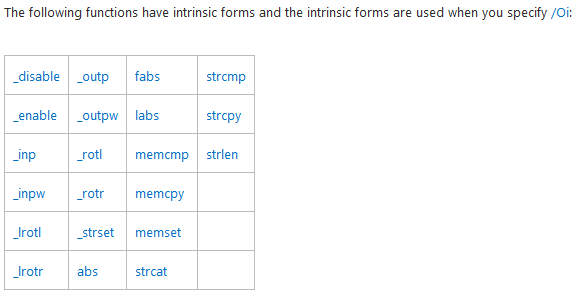 The following functions have intrinsic forms and the intrinsic forms are used when you specify /Oi:
_disable _outp fabs strcmp
_enable _outpw labs strcpy
_inp _rotl memcmp strlen
_inpw _rotr memcpy
_lrotl _strset memset
_lrotr abs strcat